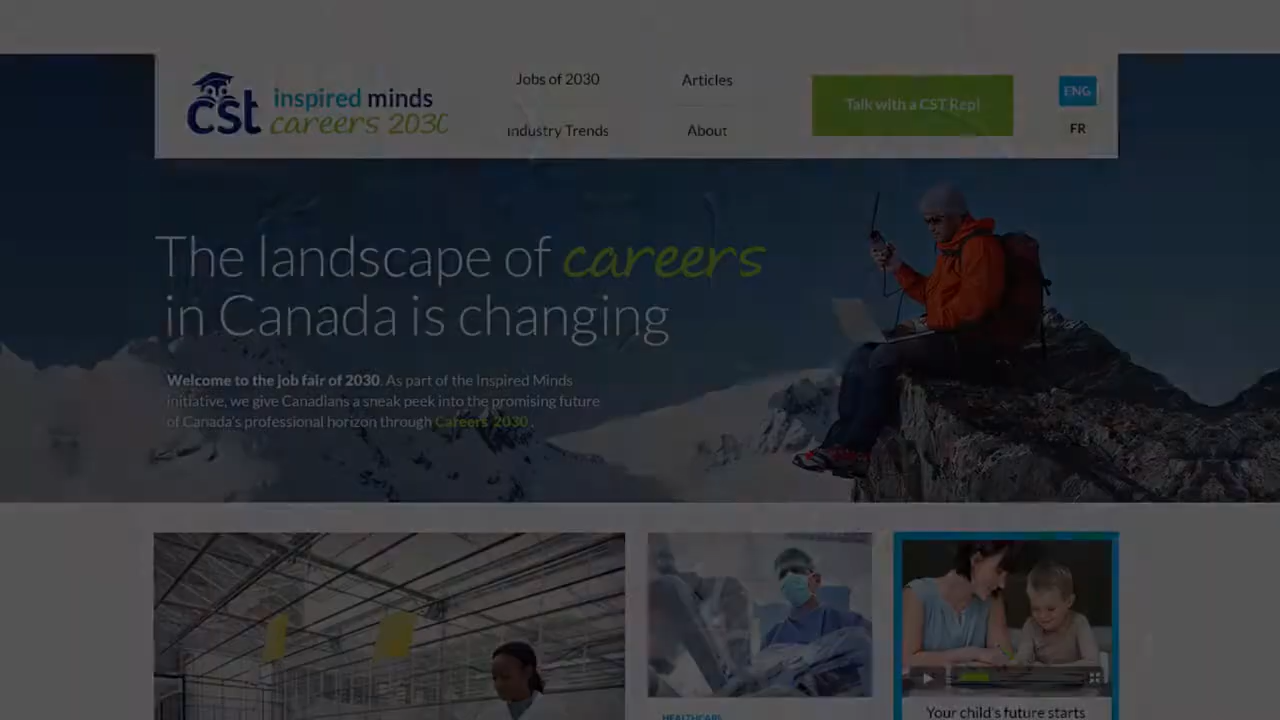 cst inspired minds
careers 2030
Jobs of 2030
Articles
Industry Trends
About
Talk with a CST Rep!
ENG
FR
The landscape of careers
in Canada is changing
Welcome to the job fair of 2030. As part of the Inspired Minds
initiative, we give Canadians a sneak peek into the promising future
of Canada's professional horizon through Careers 2030.
HEALTHCARE
Your child's future starts